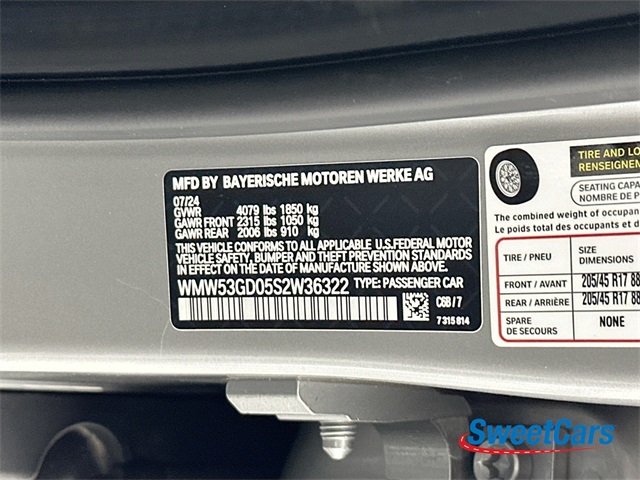 MFD BY BAYERISCHE MOTOREN WERKE AG
07/24
GVWR 4079 lbs 1850 kg
GAWR FRONT 2315 lbs 1050 kg
GAWR REAR 2006 lbs 910 kg
THIS VEHICLE CONFORMS TO ALL APPLICABLE U.S. FEDERAL MOTOR
VEHICLE SAFETY, BUMPER, AND THEFT PREVENTION STANDARDS
IN EFFECT ON THE DATE OF MANUFACTURE SHOWN ABOVE.
WMW53GD05S2W36322 TYPE: PASSENGER CAR
C6B / 7
7 315 814
TIRE AND LO
RENSEIGNEM
SEATING CAPA
NOMBRE DE P
The combined weight of occupa
Le poids total des occupants et d
TIRE / PNEU SIZE DIMENSIONS
FRONT / AVANT 205/45 R17 88
REAR / ARRIÈRE 205/45 R17 88
SPARE DE SECOURS NONE
SweetCars